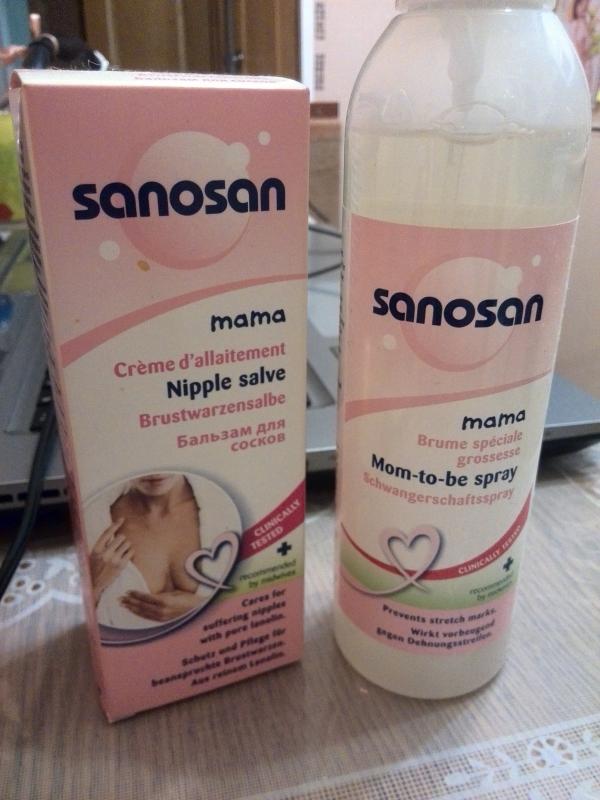 sanosan
mama
Crème d'allaitement
Nipple salve
Brustwarzensalbe
Бальзам для
сосков
CLINICALLY
TESTED
recommended
by midwives
Cares for
suffering nipples
with pure lanolin.
Schutz und Pflege für
beanspruchte Brustwarzen.
Aus reinem Lanolin.
sanosan
mama
Brume spéciale
grossesse
Mom-to-be spray
Schwangerschaftsspray
CLINICALLY TESTED
recommended
by midwives
Prevents stretch marks.
Wirkt vorbeugend
gegen Dehnungsstreifen.